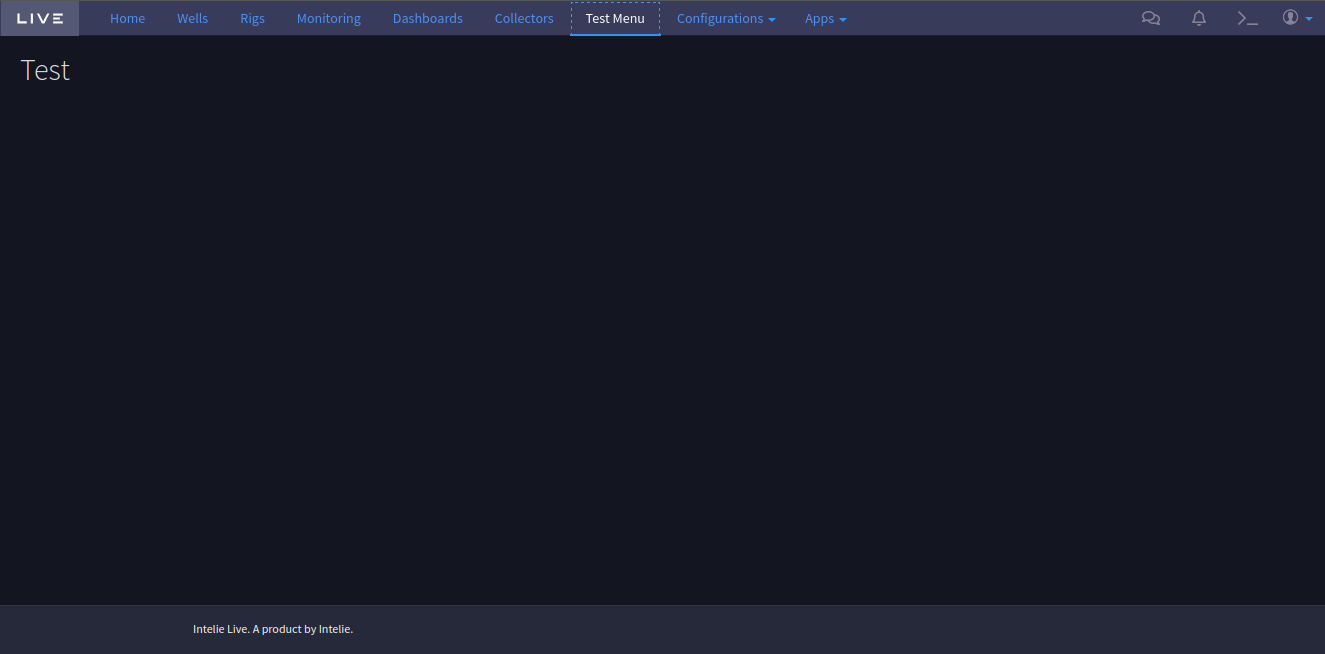 LIVE Home Wells Rigs Monitoring Dashboards Collectors Test Menu Configurations Apps
Test
Intelie Live. A product by Intelie.